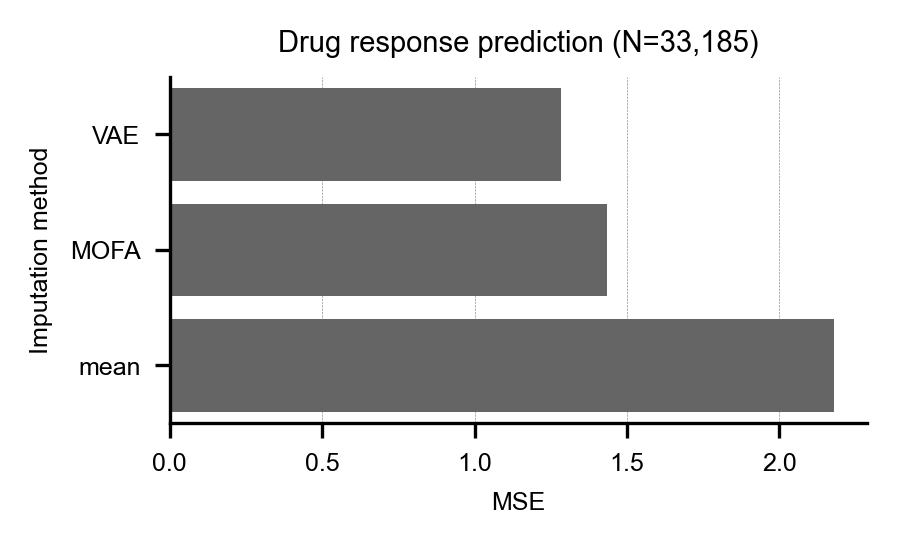 Drug response prediction (N=33,185)
Imputation method
VAE
MOFA
mean
0.0 0.5 1.0 1.5 2.0
MSE